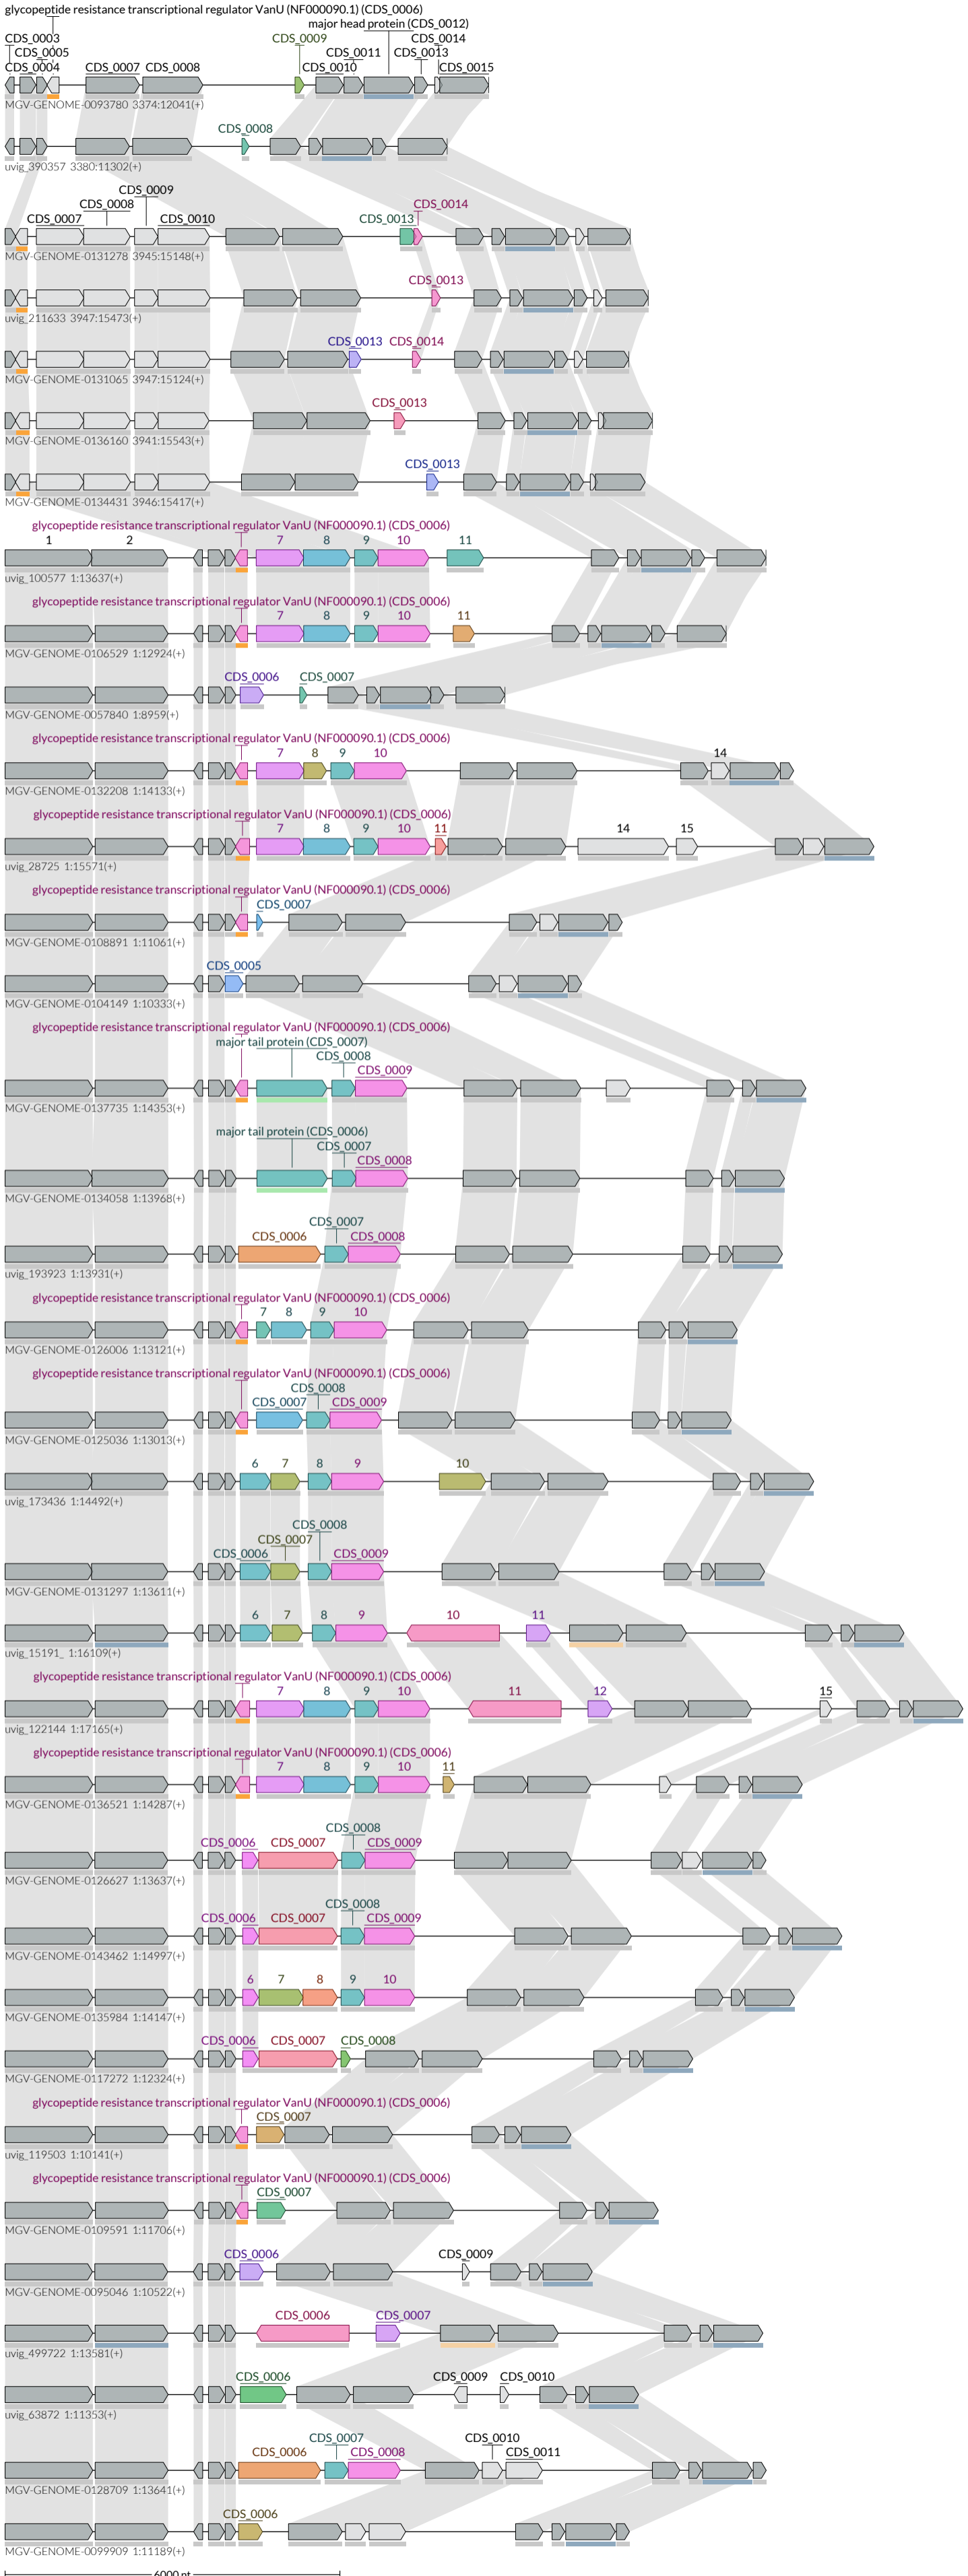 glycopeptide resistance transcriptional regulator VanU (NF000090.1) (CDS_0006)
major head protein (CDS_0012)
CDS_0003 CDS_0009 CDS_0014
CDS_0005 CDS_0011 CDS_0013
CDS_0004 CDS_0007 CDS_0008 CDS_0010 CDS_0015
MGV-GENOME-0093780 3374:12041(+)
CDS_0008
uvig_390357 3380:11302(+)
CDS_0009
CDS_0008 CDS_0014
CDS_0007 CDS_0010 CDS_0013
MGV-GENOME-0131278 3945:15148(+)
CDS_0013
uvig_211633 3947:15473(+)
CDS_0013 CDS_0014
MGV-GENOME-0131065 3947:15124(+)
CDS_0013
MGV-GENOME-0136160 3941:15543(+)
CDS_0013
MGV-GENOME-0134431 3946:15417(+)
glycopeptide resistance transcriptional regulator VanU (NF000090.1) (CDS_0006)
1 2 7 8 9 10 11
uvig_100577 1:13637(+)
glycopeptide resistance transcriptional regulator VanU (NF000090.1) (CDS_0006)
7 8 9 10 11
MGV-GENOME-0106529 1:12924(+)
CDS_0006 CDS_0007
MGV-GENOME-0057840 1:8959(+)
glycopeptide resistance transcriptional regulator VanU (NF000090.1) (CDS_0006)
7 8 9 10 14
MGV-GENOME-0132208 1:14133(+)
glycopeptide resistance transcriptional regulator VanU (NF000090.1) (CDS_0006)
7 8 9 10 11 14 15
uvig_28725 1:15571(+)
glycopeptide resistance transcriptional regulator VanU (NF000090.1) (CDS_0006)
CDS_0007
MGV-GENOME-0108891 1:11061(+)
CDS_0005
MGV-GENOME-0104149 1:10333(+)
glycopeptide resistance transcriptional regulator VanU (NF000090.1) (CDS_0006)
major tail protein (CDS_0007)
CDS_0008
CDS_0009
MGV-GENOME-0137735 1:14353(+)
major tail protein (CDS_0006)
CDS_0007
CDS_0008
MGV-GENOME-0134058 1:13968(+)
CDS_0007
CDS_0006 CDS_0008
uvig_193923 1:13931(+)
glycopeptide resistance transcriptional regulator VanU (NF000090.1) (CDS_0006)
7 8 9 10
MGV-GENOME-0126006 1:13121(+)
glycopeptide resistance transcriptional regulator VanU (NF000090.1) (CDS_0006)
CDS_0008
CDS_0007 CDS_0009
MGV-GENOME-0125036 1:13013(+)
6 7 8 9 10
uvig_173436 1:14492(+)
CDS_0008
CDS_0007
CDS_0006 CDS_0009
MGV-GENOME-0131297 1:13611(+)
6 7 8 9 10 11
uvig_15191_ 1:16109(+)
glycopeptide resistance transcriptional regulator VanU (NF000090.1) (CDS_0006)
7 8 9 10 11 12 15
uvig_122144 1:17165(+)
glycopeptide resistance transcriptional regulator VanU (NF000090.1) (CDS_0006)
7 8 9 10 11
MGV-GENOME-0136521 1:14287(+)
CDS_0008
CDS_0006 CDS_0007 CDS_0009
MGV-GENOME-0126627 1:13637(+)
CDS_0008
CDS_0006 CDS_0007 CDS_0009
MGV-GENOME-0143462 1:14997(+)
6 7 8 9 10
MGV-GENOME-0135984 1:14147(+)
CDS_0006 CDS_0007 CDS_0008
MGV-GENOME-0117272 1:12324(+)
glycopeptide resistance transcriptional regulator VanU (NF000090.1) (CDS_0006)
CDS_0007
uvig_119503 1:10141(+)
glycopeptide resistance transcriptional regulator VanU (NF000090.1) (CDS_0006)
CDS_0007
MGV-GENOME-0109591 1:11706(+)
CDS_0006 CDS_0009
MGV-GENOME-0095046 1:10522(+)
CDS_0006 CDS_0007
uvig_499722 1:13581(+)
CDS_0006 CDS_0009 CDS_0010
uvig_63872 1:11353(+)
CDS_0007 CDS_0010
CDS_0006 CDS_0008 CDS_0011
MGV-GENOME-0128709 1:13641(+)
CDS_0006
MGV-GENOME-0099909 1:11189(+)
6000 nt